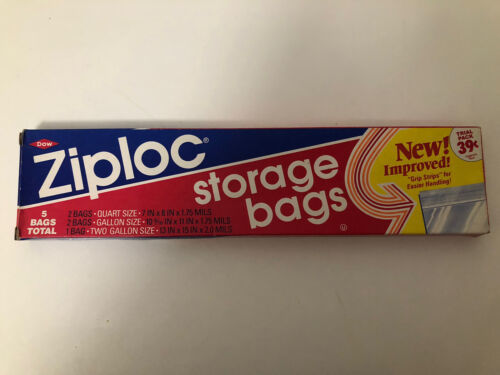 Dow
Ziploc®
storage
bags
5
BAGS
TOTAL
2 BAGS • QUART SIZE • 7 IN x 8 IN x 1.75 MILS
2 BAGS • GALLON SIZE • 10 9/16 IN x 11 IN x 1.75 MILS
1 BAG • TWO GALLON SIZE • 13 IN x 15 IN x 2.0 MILS
New!
Improved!
"Grip Strips" for
Easier Handling!
TRIAL
PACK
39¢